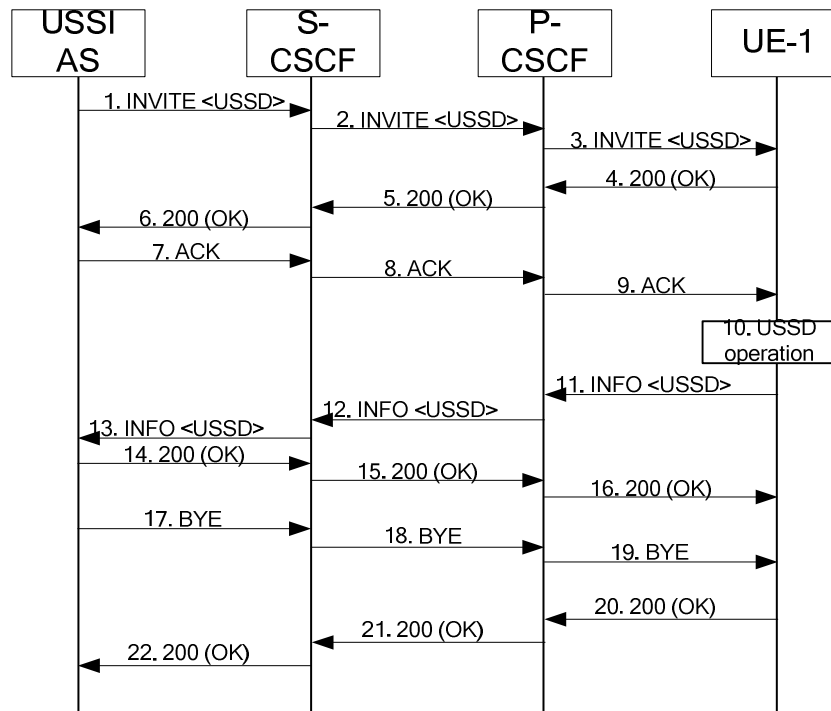 USSI
AS
S-
CSCF
P-
CSCF
UE-1
1. INVITE <USSD>
2. INVITE <USSD>
3. INVITE <USSD>
4. 200 (OK)
5. 200 (OK)
6. 200 (OK)
7. ACK
8. ACK
9. ACK
10. USSD
operation
11. INFO <USSD>
12. INFO <USSD>
13. INFO <USSD>
14. 200 (OK)
15. 200 (OK)
16. 200 (OK)
17. BYE
18. BYE
19. BYE
20. 200 (OK)
21. 200 (OK)
22. 200 (OK)